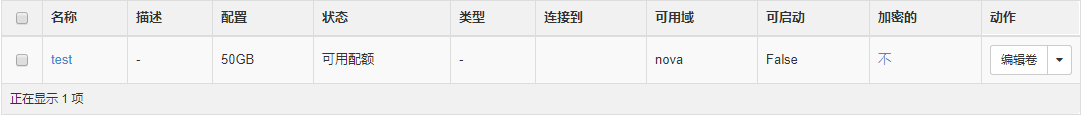 名称 描述 配置 状态 类型 连接到 可用域 可启动 加密的 动作
test - 50GB 可用配额 - nova False 不 编辑卷
正在显示 1 项